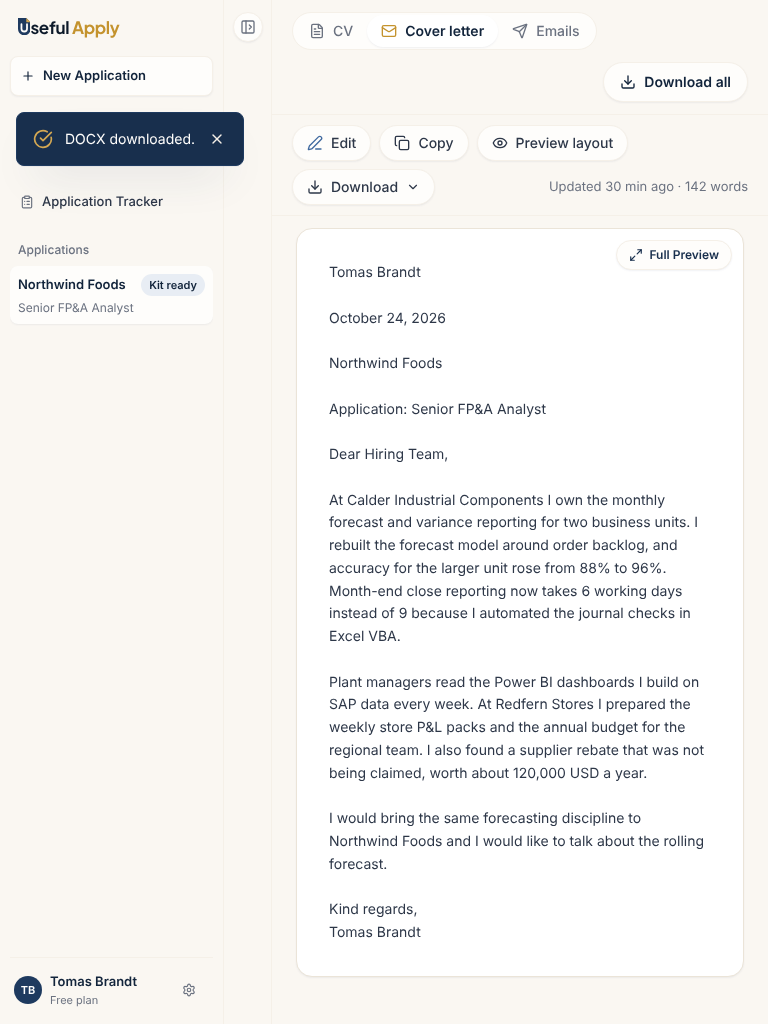 Useful Apply
New Application
DOCX downloaded.
Application Tracker
Applications
Northwind Foods
Kit ready
Senior FP&A Analyst
TB
Tomas Brandt
Free plan
CV
Cover letter
Emails
Download all
Edit
Copy
Preview layout
Download
Updated 30 min ago · 142 words
Full Preview
Tomas Brandt
October 24, 2026
Northwind Foods
Application: Senior FP&A Analyst
Dear Hiring Team,
At Calder Industrial Components I own the monthly
forecast and variance reporting for two business units. I
rebuilt the forecast model around order backlog, and
accuracy for the larger unit rose from 88% to 96%.
Month-end close reporting now takes 6 working days
instead of 9 because I automated the journal checks in
Excel VBA.
Plant managers read the Power BI dashboards I build on
SAP data every week. At Redfern Stores I prepared the
weekly store P&L packs and the annual budget for the
regional team. I also found a supplier rebate that was not
being claimed, worth about 120,000 USD a year.
I would bring the same forecasting discipline to
Northwind Foods and I would like to talk about the rolling
forecast.
Kind regards,
Tomas Brandt